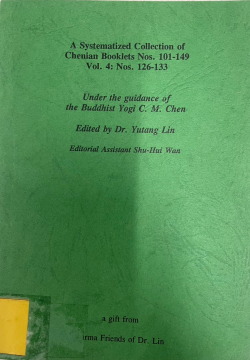 A Systematized Collection of
Chenian Booklets Nos. 101-149
Vol. 4: Nos. 126-133
Under the guidance of
the Buddhist Yogi C. M. Chen
Edited by Dr. Yutang Lin
Editorial Assistant Shu-Hui Wan
a gift from
arma Friends of Dr. Lin